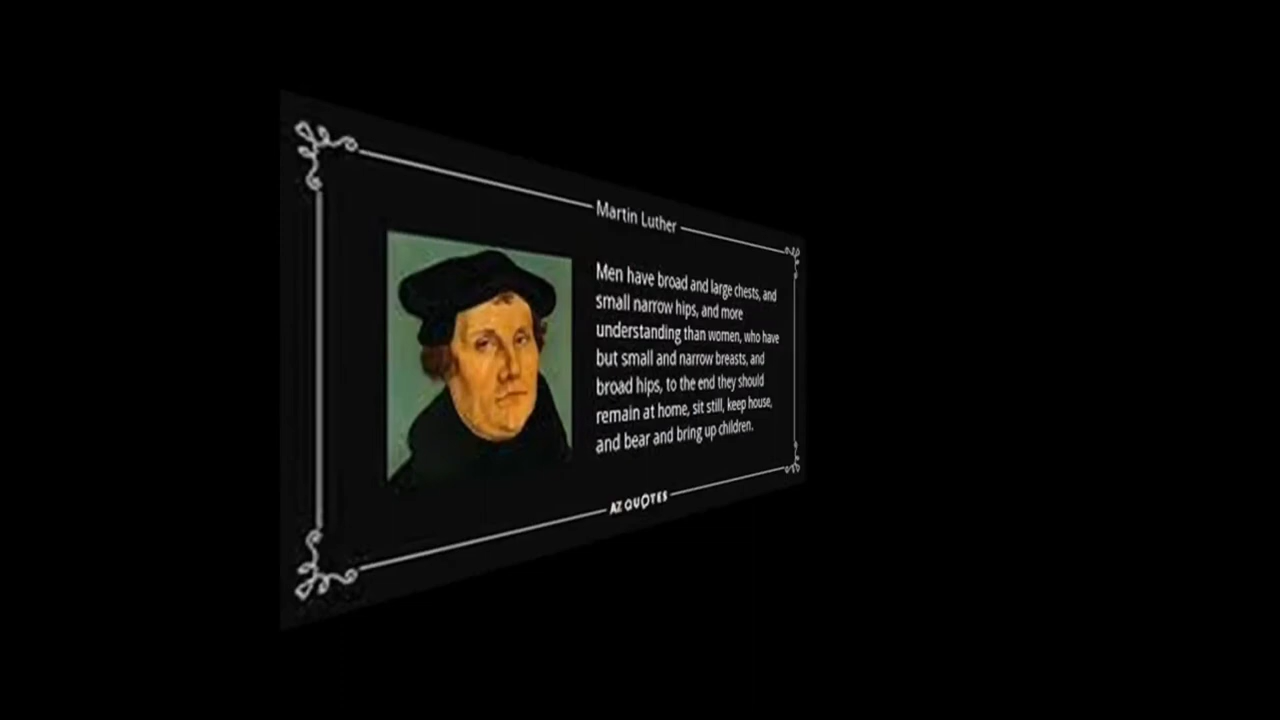 Martin Luther
Men have broad and large chests, and
small narrow hips, and more
understanding than women, who have
but small and narrow breasts, and
broad hips, to the end they should
remain at home, sit still, keep house,
and bear and bring up children.
AZ QUOTES